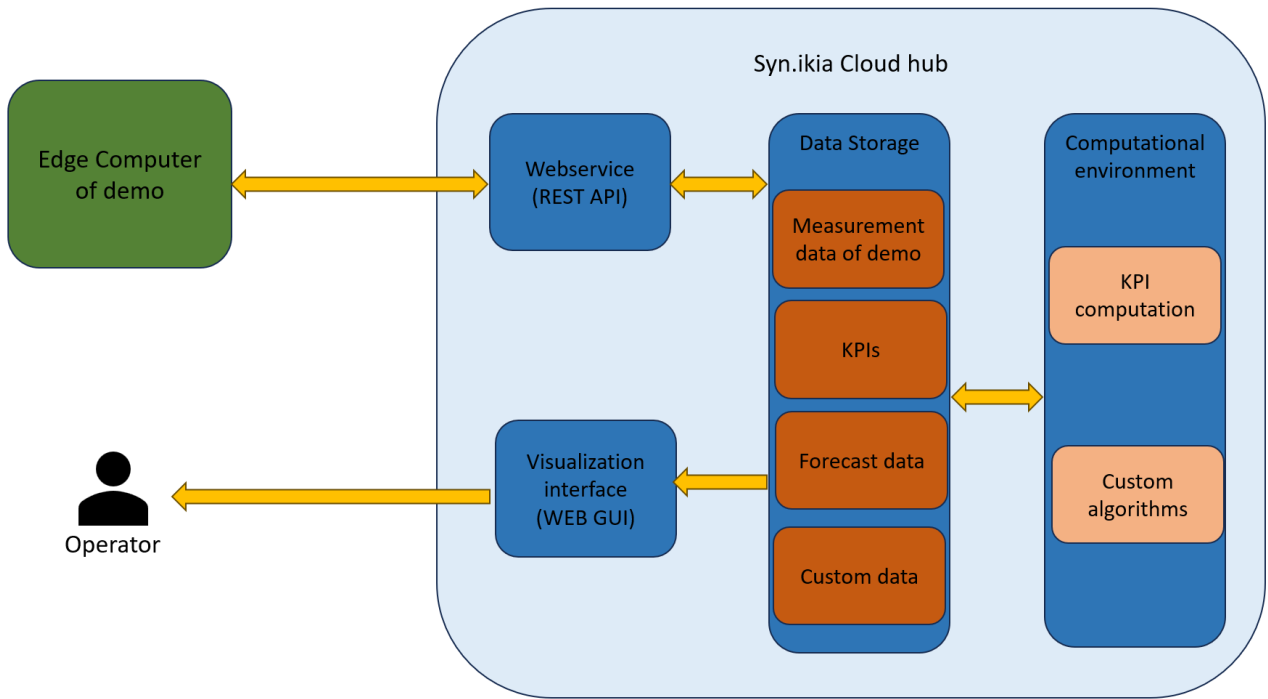 Syn.ikia Cloud hub
Edge Computer
of demo
Webservice
(REST API)
Data Storage
Measurement
data of demo
KPIs
Forecast data
Custom data
Computational
environment
KPI
computation
Custom
algorithms
Visualization
interface
(WEB GUI)
Operator